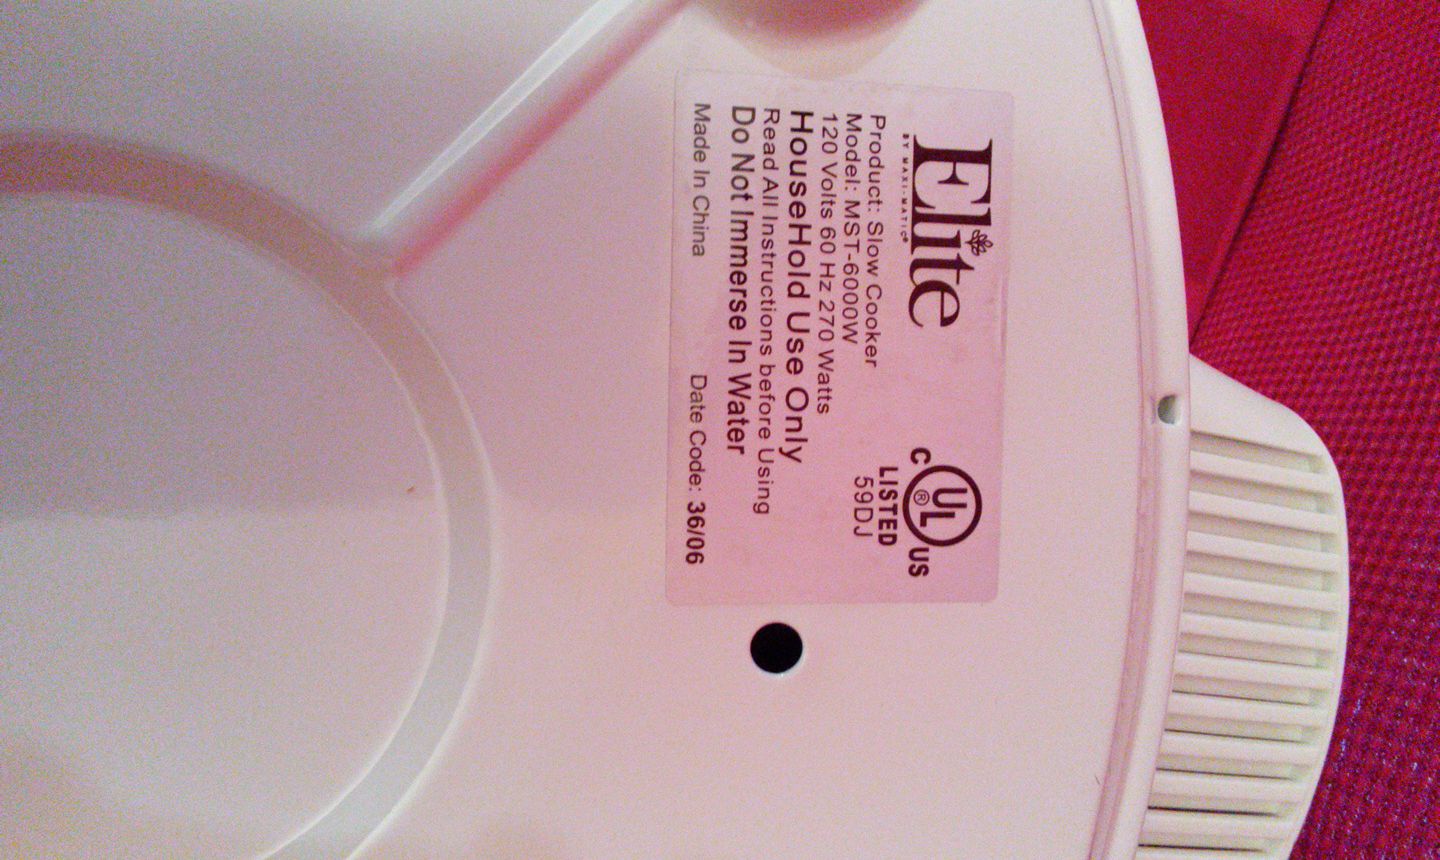 Elite
BY MAXI-MATIC®
Product: Slow Cooker
Model: MST-6000W
120 Volts 60 Hz 270 Watts
HouseHold Use Only
Read All Instructions before Using
Do Not Immerse In Water
Made In China
Date Code: 36/06
C UL ® US
LISTED
59DJ